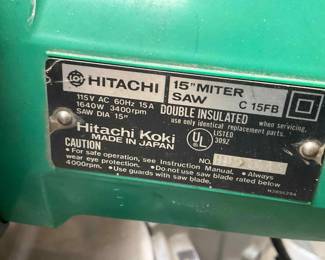 HITACHI
15" MITER SAW C 15FB
115V AC 60Hz 15A
1640W 3400rpm
SAW DIA 15"
DOUBLE INSULATED
when servicing,
use only identical replacement parts.
Hitachi Koki
MADE IN JAPAN
UL
LISTED
309Z
CAUTION
NO.
• For safe operation, see Instruction Manual. • Always
wear eye protection. • Do not use saw blade rated below
4000rpm. • Use guards with saw blade.